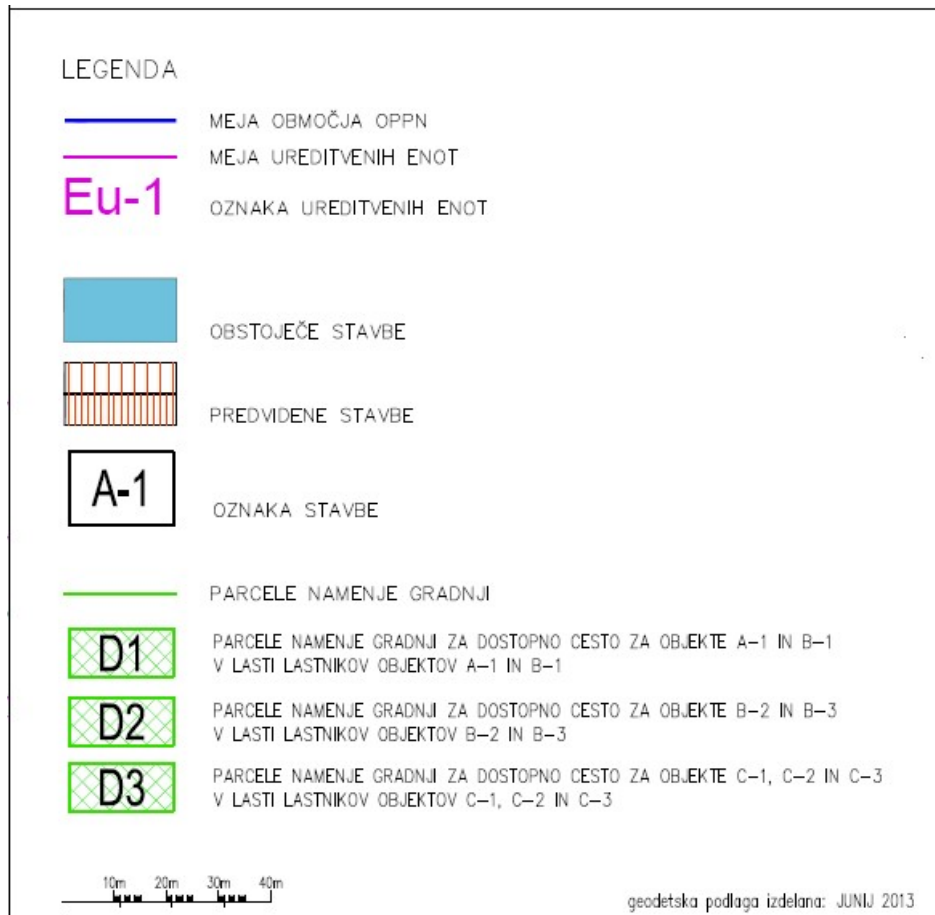 LEGENDA
MEJA OBMOČJA OPPN
MEJA UREDITVENIH ENOT
Eu-1
OZNAKA UREDITVENIH ENOT
OBSTOJEČE STAVBE
PREDVIDENE STAVBE
A-1
OZNAKA STAVBE
PARCELE NAMENJE GRADNJI
D1
PARCELE NAMENJE GRADNJI ZA DOSTOPNO CESTO ZA OBJEKTE A-1 IN B-1
V LASTI LASTNIKOV OBJEKTOV A-1 IN B-1
D2
PARCELE NAMENJE GRADNJI ZA DOSTOPNO CESTO ZA OBJEKTE B-2 IN B-3
V LASTI LASTNIKOV OBJEKTOV B-2 IN B-3
D3
PARCELE NAMENJE GRADNJI ZA DOSTOPNO CESTO ZA OBJEKTE C-1, C-2 IN C-3
V LASTI LASTNIKOV OBJEKTOV C-1, C-2 IN C-3
10m 20m 30m 40m
geodetska podlaga izdelana: JUNIJ 2013